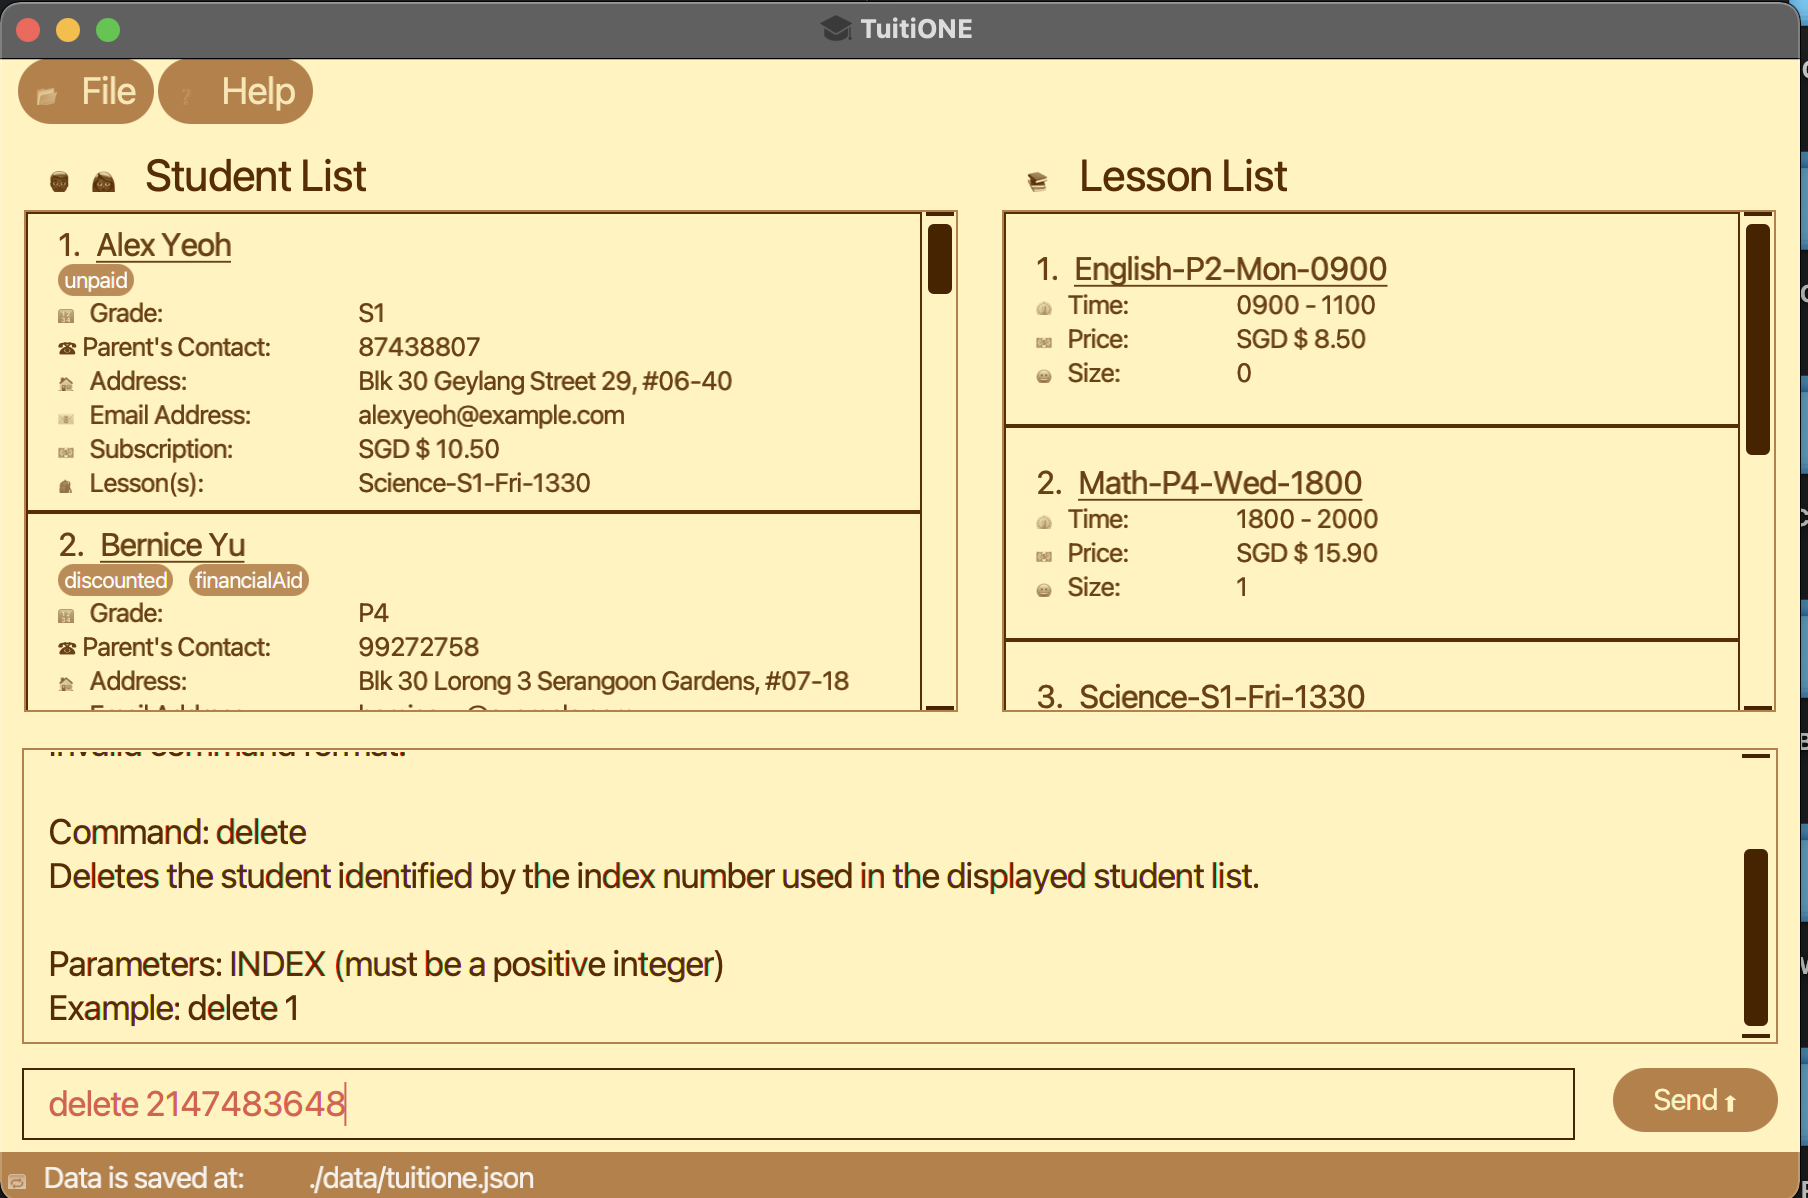 TuitiONE
File Help
Student List
1. Alex Yeoh
unpaid
Grade: S1
Parent's Contact: 87438807
Address: Blk 30 Geylang Street 29, #06-40
Email Address: alexyeoh@example.com
Subscription: SGD $ 10.50
Lesson(s): Science-S1-Fri-1330
2. Bernice Yu
discounted financialAid
Grade: P4
Parent's Contact: 99272758
Address: Blk 30 Lorong 3 Serangoon Gardens, #07-18
Lesson List
1. English-P2-Mon-0900
Time: 0900 - 1100
Price: SGD $ 8.50
Size: 0
2. Math-P4-Wed-1800
Time: 1800 - 2000
Price: SGD $ 15.90
Size: 1
3. Science-S1-Fri-1330
Invalid command format!
Command: delete
Deletes the student identified by the index number used in the displayed student list.
Parameters: INDEX (must be a positive integer)
Example: delete 1
delete 2147483648
Send
Data is saved at: ./data/tuitione.json